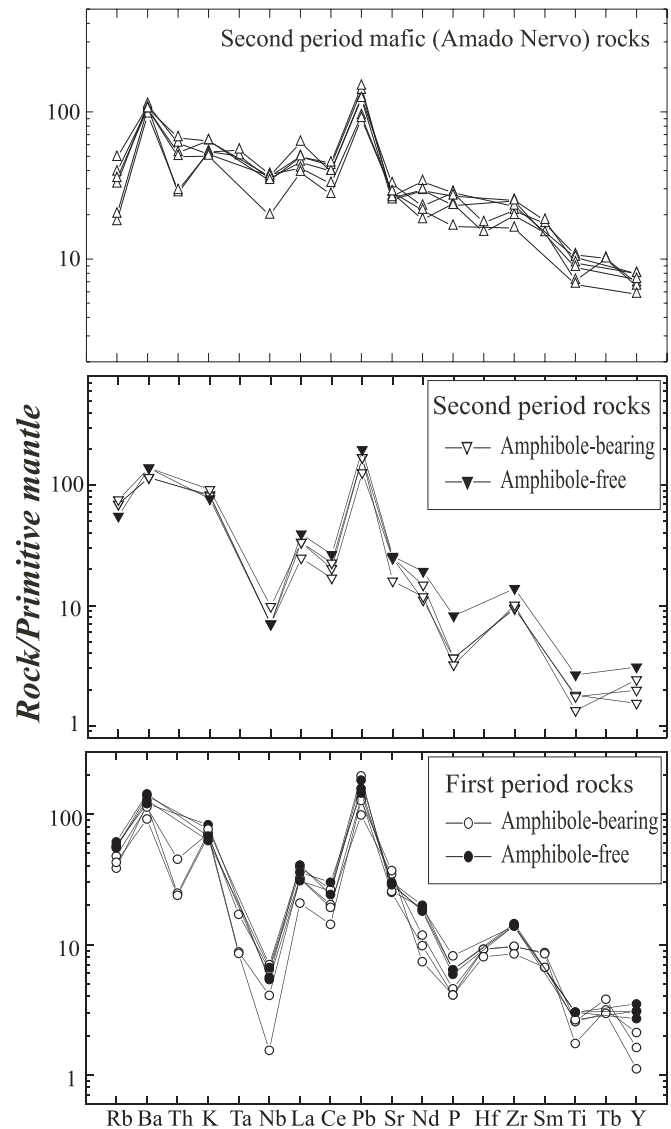 Second period mafic (Amado Nervo) rocks
100
10
Rock/Primitive mantle
Second period rocks
Amphibole-bearing
Amphibole-free
100
10
1
First period rocks
Amphibole-bearing
Amphibole-free
100
10
1
Rb Ba Th K Ta Nb La Ce Pb Sr Nd P Hf Zr Sm Ti Tb Y